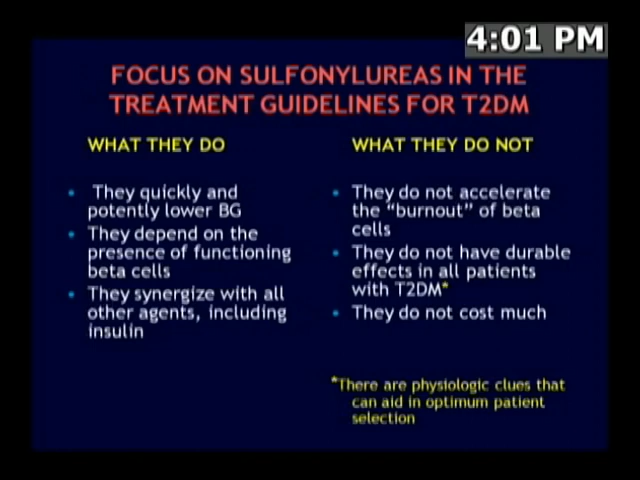 4:01 PM
FOCUS ON SULFONYLUREAS IN THE
TREATMENT GUIDELINES FOR T2DM
WHAT THEY DO
• They quickly and
potently lower BG
• They depend on the
presence of functioning
beta cells
• They synergize with all
other agents, including
insulin
WHAT THEY DO NOT
• They do not accelerate
the “burnout” of beta
cells
• They do not have durable
effects in all patients
with T2DM*
• They do not cost much
*There are physiologic clues that
can aid in optimum patient
selection